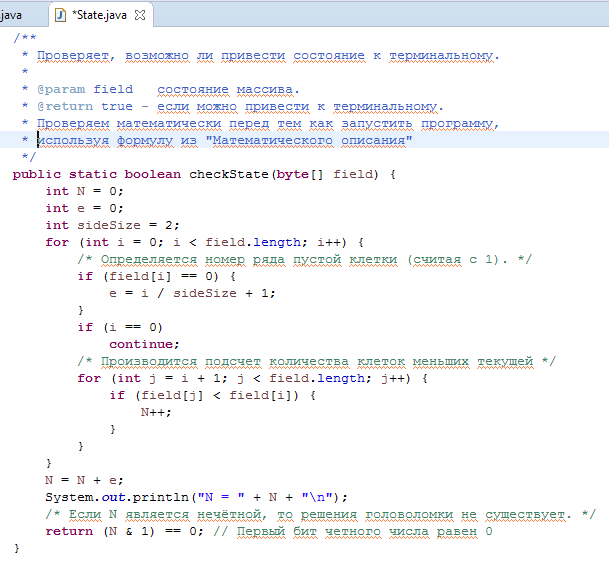 .java
*State.java
/**
 * Проверяет, возможно ли привести состояние к терминальному.
 *
 * @param field   состояние массива.
 * @return true - если можно привести к терминальному.
 * Проверяем математически перед тем как запустить программу,
 * используя формулу из "Математического описания"
 */
public static boolean checkState(byte[] field) {
    int N = 0;
    int e = 0;
    int sideSize = 2;
    for (int i = 0; i < field.length; i++) {
        /* Определяется номер ряда пустой клетки (считая с 1). */
        if (field[i] == 0) {
            e = i / sideSize + 1;
        }
        if (i == 0)
            continue;
        /* Производится подсчет количества клеток меньших текущей */
        for (int j = i + 1; j < field.length; j++) {
            if (field[j] < field[i]) {
                N++;
            }
        }
    }
    N = N + e;
    System.out.println("N = " + N + "\n");
    /* Если N является нечётной, то решения головоломки не существует. */
    return (N & 1) == 0; // Первый бит четного числа равен 0
}